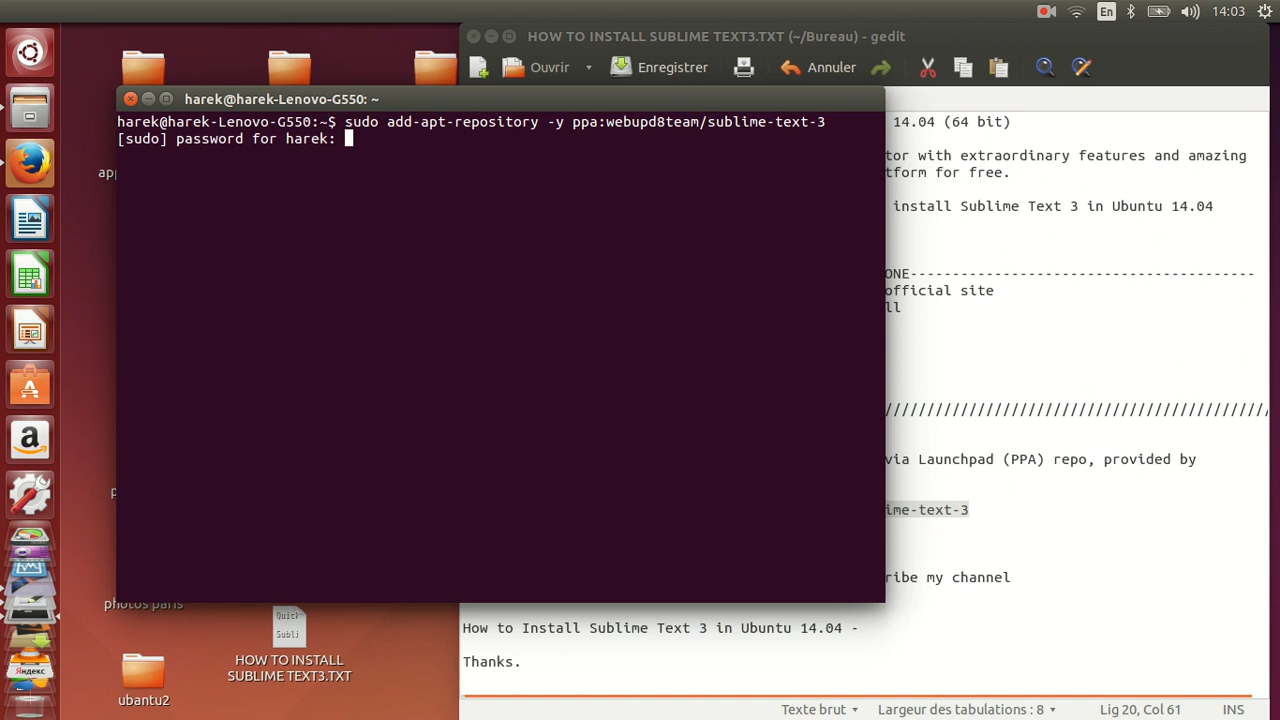 En
14:03
HOW TO INSTALL SUBLIME TEXT3.TXT (~/Bureau) - gedit
Ouvrir
Enregistrer
Annuler
harek@harek-Lenovo-G550: ~
harek@harek-Lenovo-G550:~$ sudo add-apt-repository -y ppa:webupd8team/sublime-text-3
[sudo] password for harek:
14.04 (64 bit)
tor with extraordinary features and amazing
tform for free.
install Sublime Text 3 in Ubuntu 14.04
ONE-----------------------------------------
official site
ll
//////////////////////////////////////////////
via Launchpad (PPA) repo, provided by
ime-text-3
ribe my channel
How to Install Sublime Text 3 in Ubuntu 14.04 -
Thanks.
app
p
photos paris
Quick
Subli
HOW TO INSTALL
SUBLIME TEXT3.TXT
ubantu2
Яндекс
Texte brut
Largeur des tabulations : 8
Lig 20, Col 61
INS